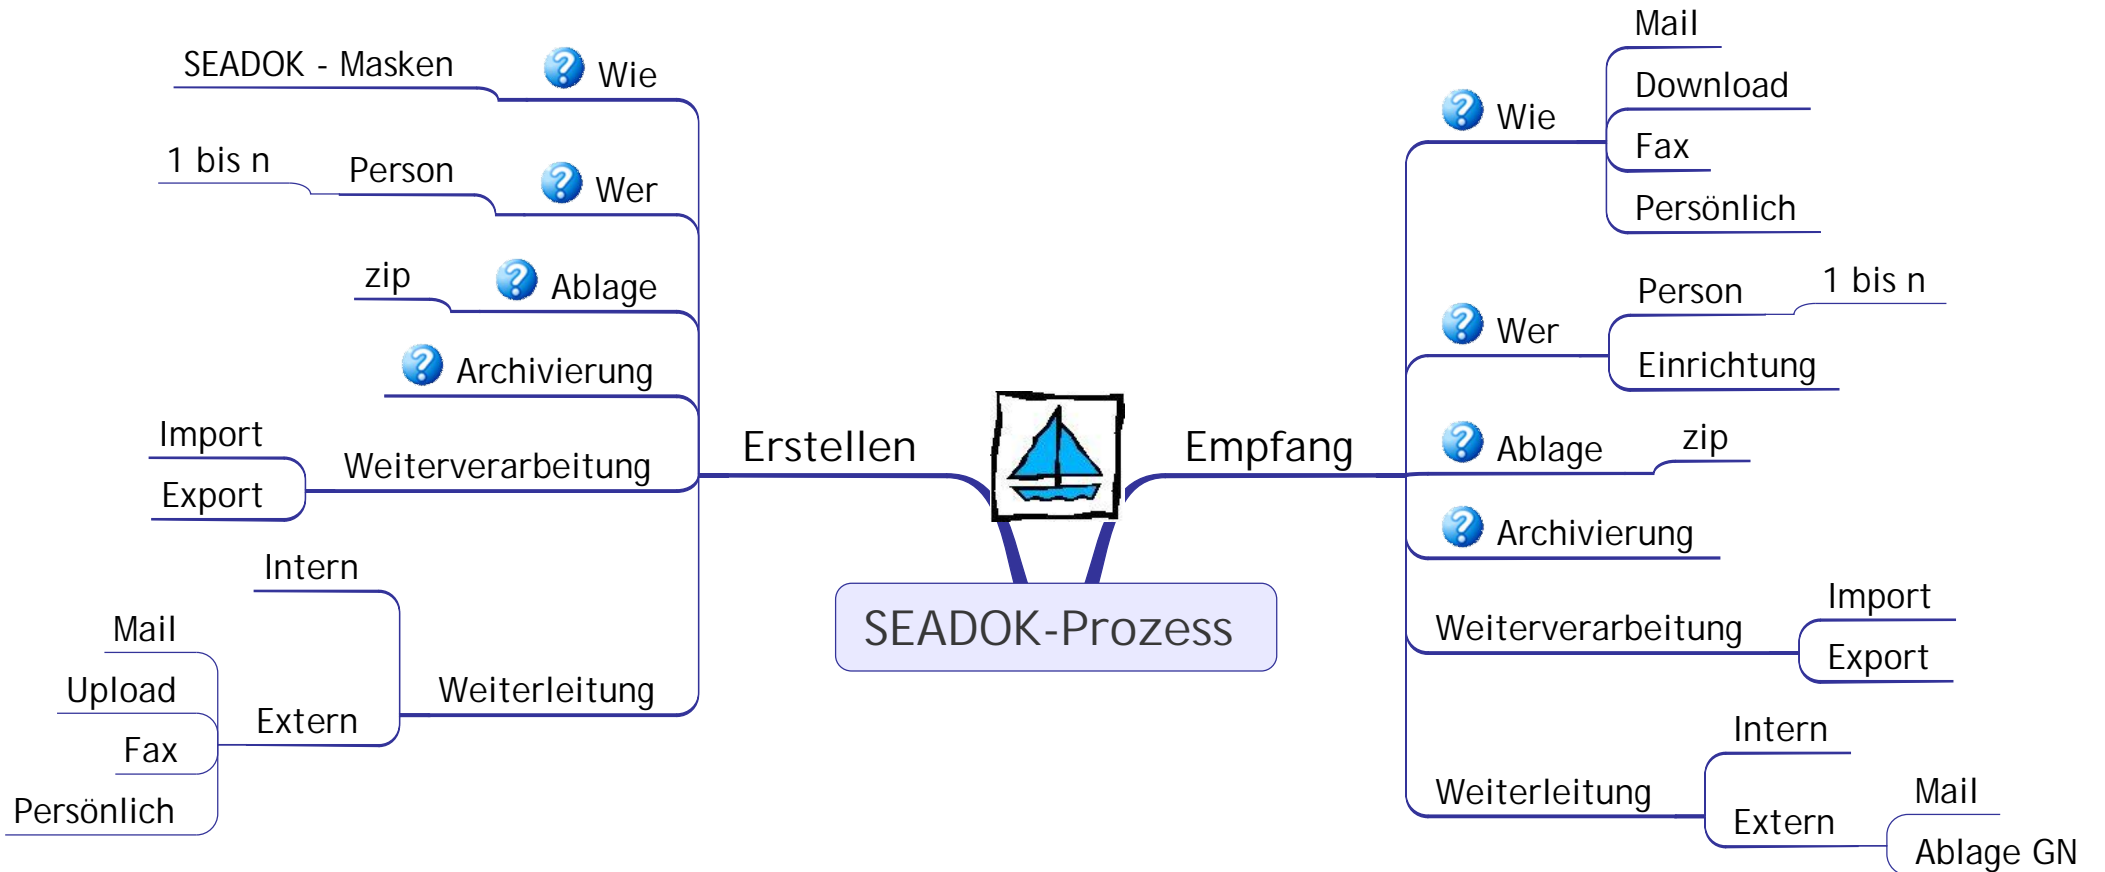 SEADOK-Prozess
Erstellen
Wie
SEADOK - Masken
Wer
Person
1 bis n
Ablage
zip
Archivierung
Weiterverarbeitung
Import
Export
Weiterleitung
Intern
Extern
Mail
Upload
Fax
Persönlich
Empfang
Wie
Mail
Download
Fax
Persönlich
Wer
Person
1 bis n
Einrichtung
Ablage
zip
Archivierung
Weiterverarbeitung
Import
Export
Weiterleitung
Intern
Extern
Mail
Ablage GN